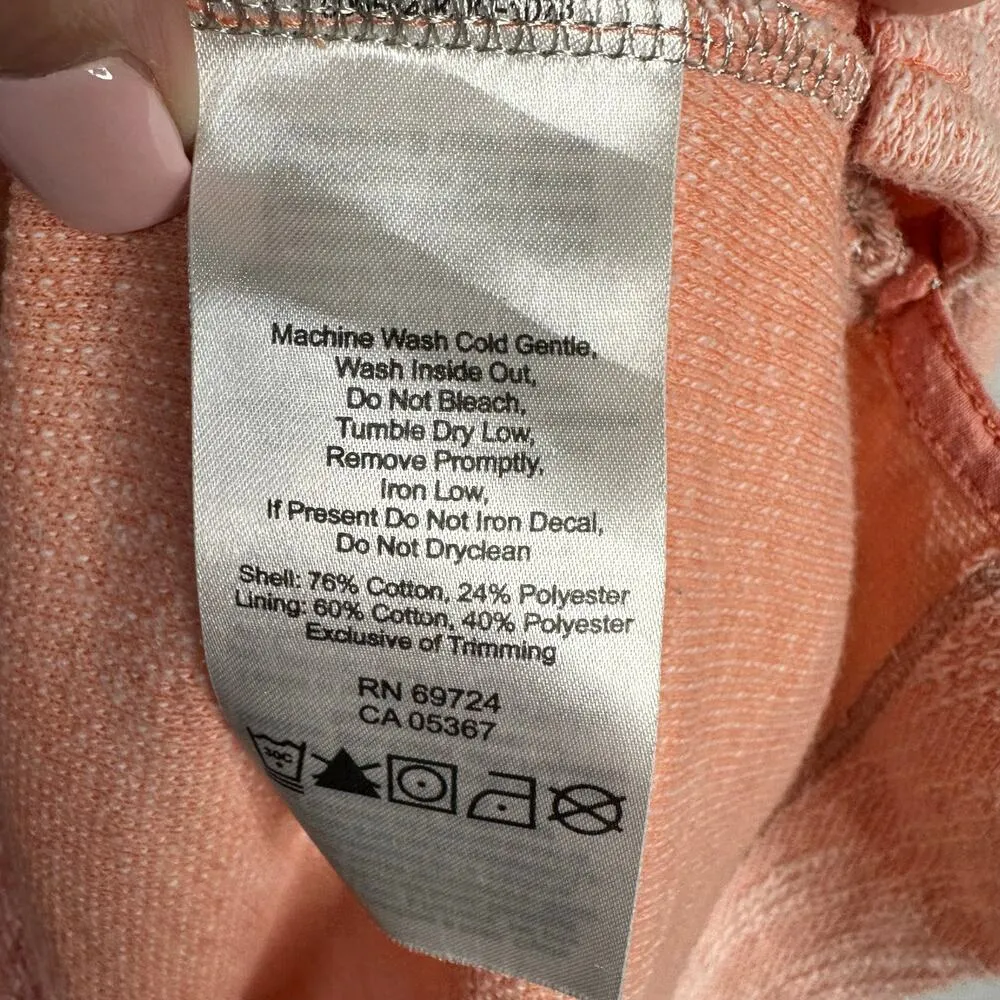 Machine Wash Cold Gentle,
Wash Inside Out,
Do Not Bleach,
Tumble Dry Low,
Remove Promptly,
Iron Low,
If Present Do Not Iron Decal,
Do Not Dryclean
Shell: 76% Cotton, 24% Polyester
Lining: 60% Cotton, 40% Polyester
Exclusive of Trimming
RN 69724
CA 05367
30C